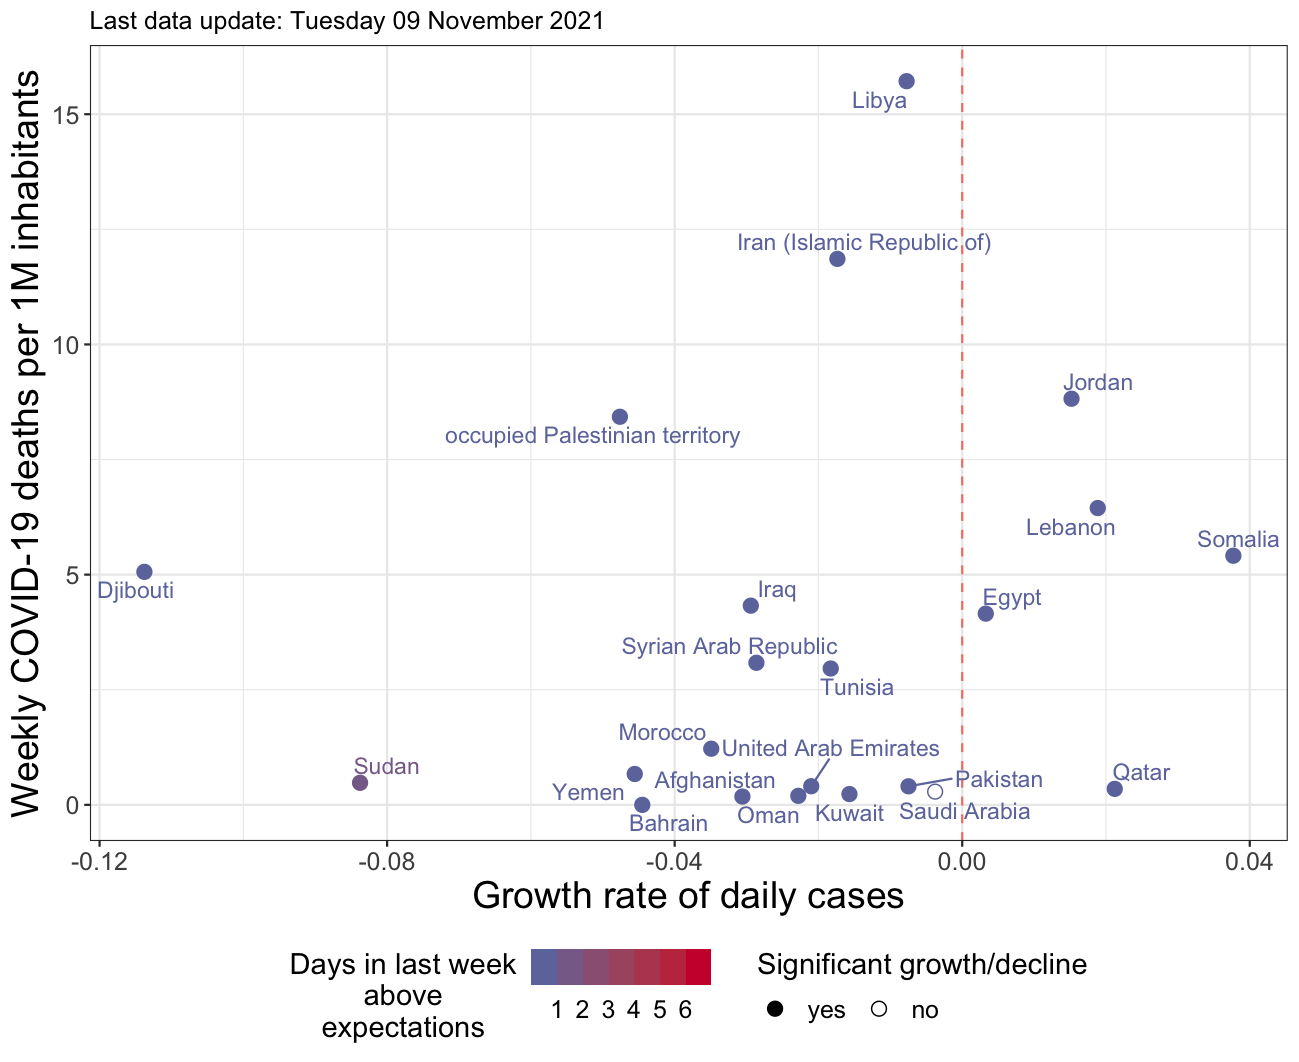 Last data update: Tuesday 09 November 2021
Weekly COVID-19 deaths per 1M inhabitants
15
10
5
0
Libya
Iran (Islamic Republic of)
Jordan
occupied Palestinian territory
Lebanon
Somalia
Djibouti
Iraq
Egypt
Syrian Arab Republic
Tunisia
Morocco
United Arab Emirates
Sudan
Qatar
Afghanistan
Pakistan
Yemen
Saudi Arabia
Oman
Kuwait
Bahrain
-0.12
-0.08
-0.04
0.00
0.04
Growth rate of daily cases
Days in last week
above
expectations
1 2 3 4 5 6
Significant growth/decline
yes
no